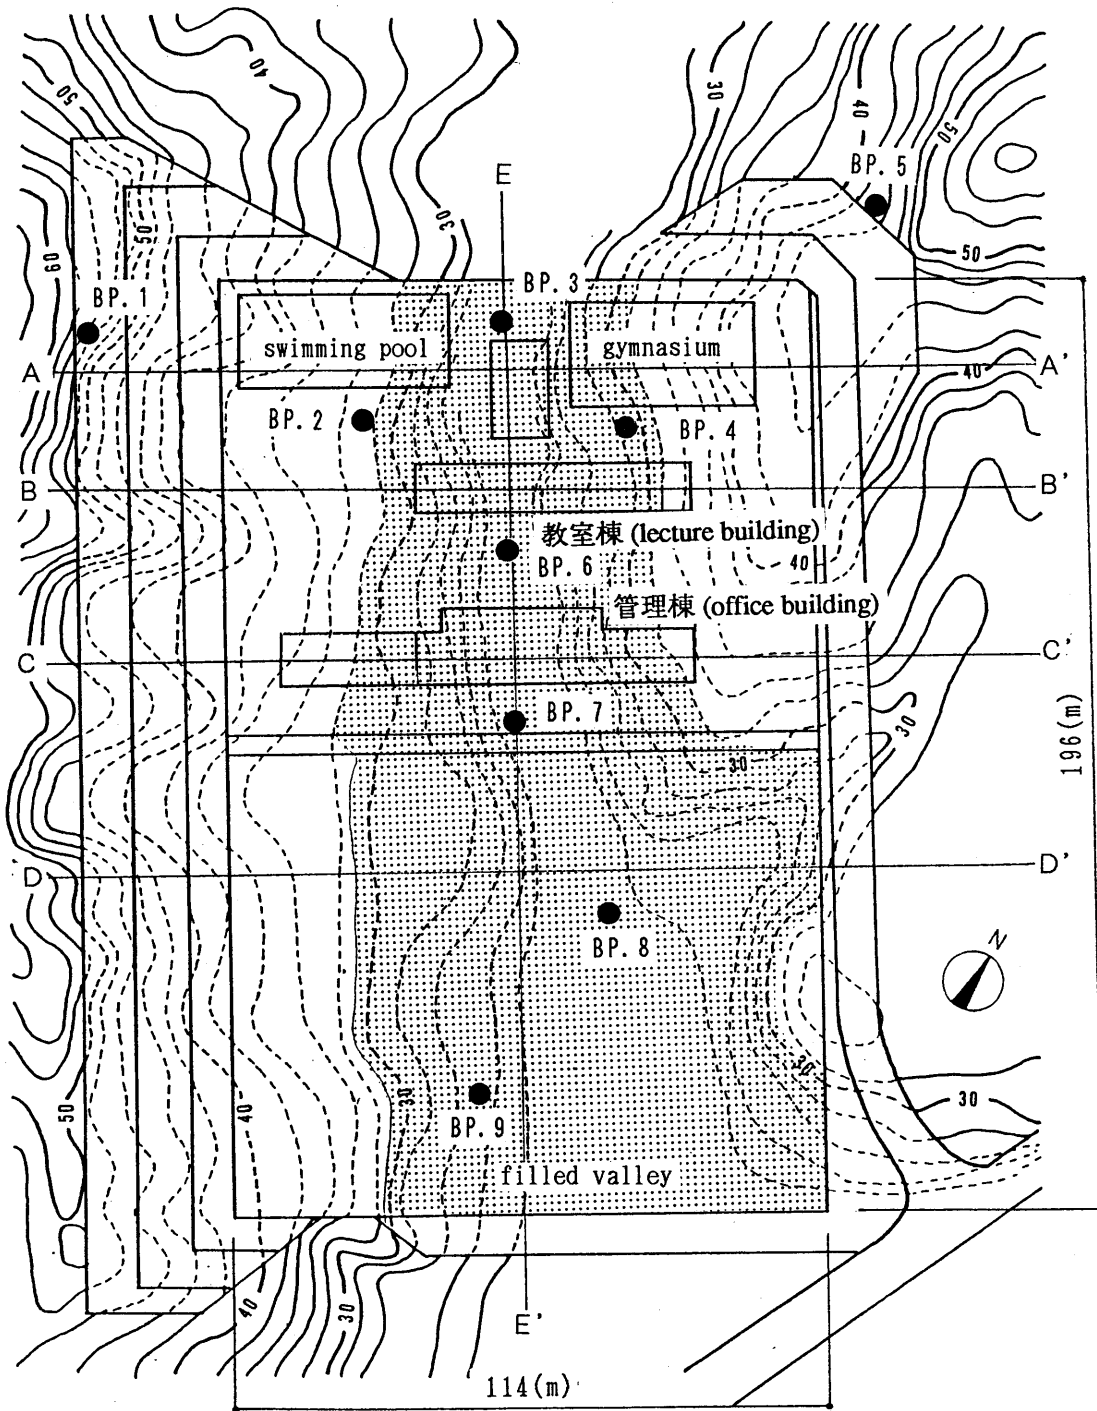 40
50
30
40
50
BP. 5
E
50
50
60
BP. 1
BP. 3
swimming pool
gymnasium
A
A'
40
BP. 2
BP. 4
B
B'
教室棟 (lecture building)
BP. 6
40
管理棟 (office building)
C
C'
BP. 7
30
30
196(m)
D
D'
BP. 8
N
50
40
30
30
30
BP. 9
filled valley
40
30
E'
114(m)